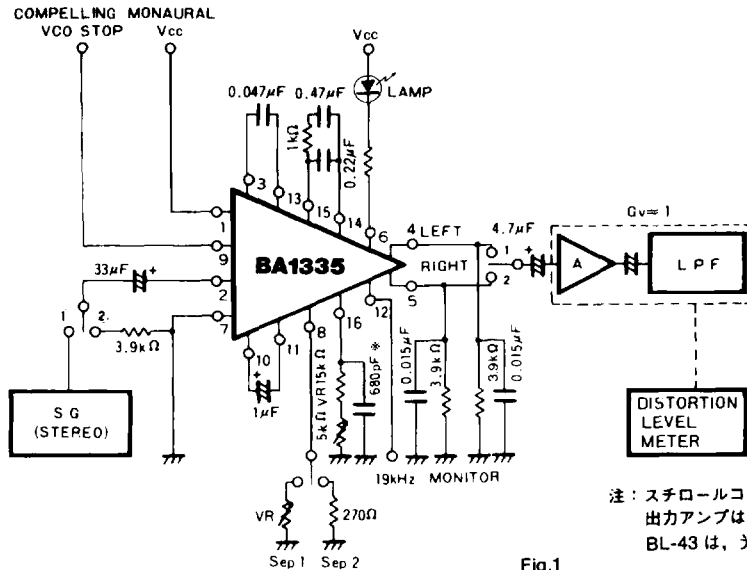 COMPELLING MONAURAL
VCO STOP
Vcc
Vcc
LAMP
0.047μF
0.47μF
1kΩ
0.22μF
3
13
15
14
6
1
9
2
7
BA1335
4 LEFT
RIGHT
5
12
10
11
8
16
33μF
+
1
2
3.9kΩ
SG
(STEREO)
+
1μF
5kΩ VR 15kΩ
680pF *
0.015μF
3.9kΩ
3.9kΩ
0.015μF
19kHz MONITOR
VR
270Ω
Sep 1
Sep 2
4.7μF
1
+
2
Gv≒1
A
LPF
DISTORTION
LEVEL
METER
注：スチロールコ
出力アンプは
BL-43 は，
Fig.1